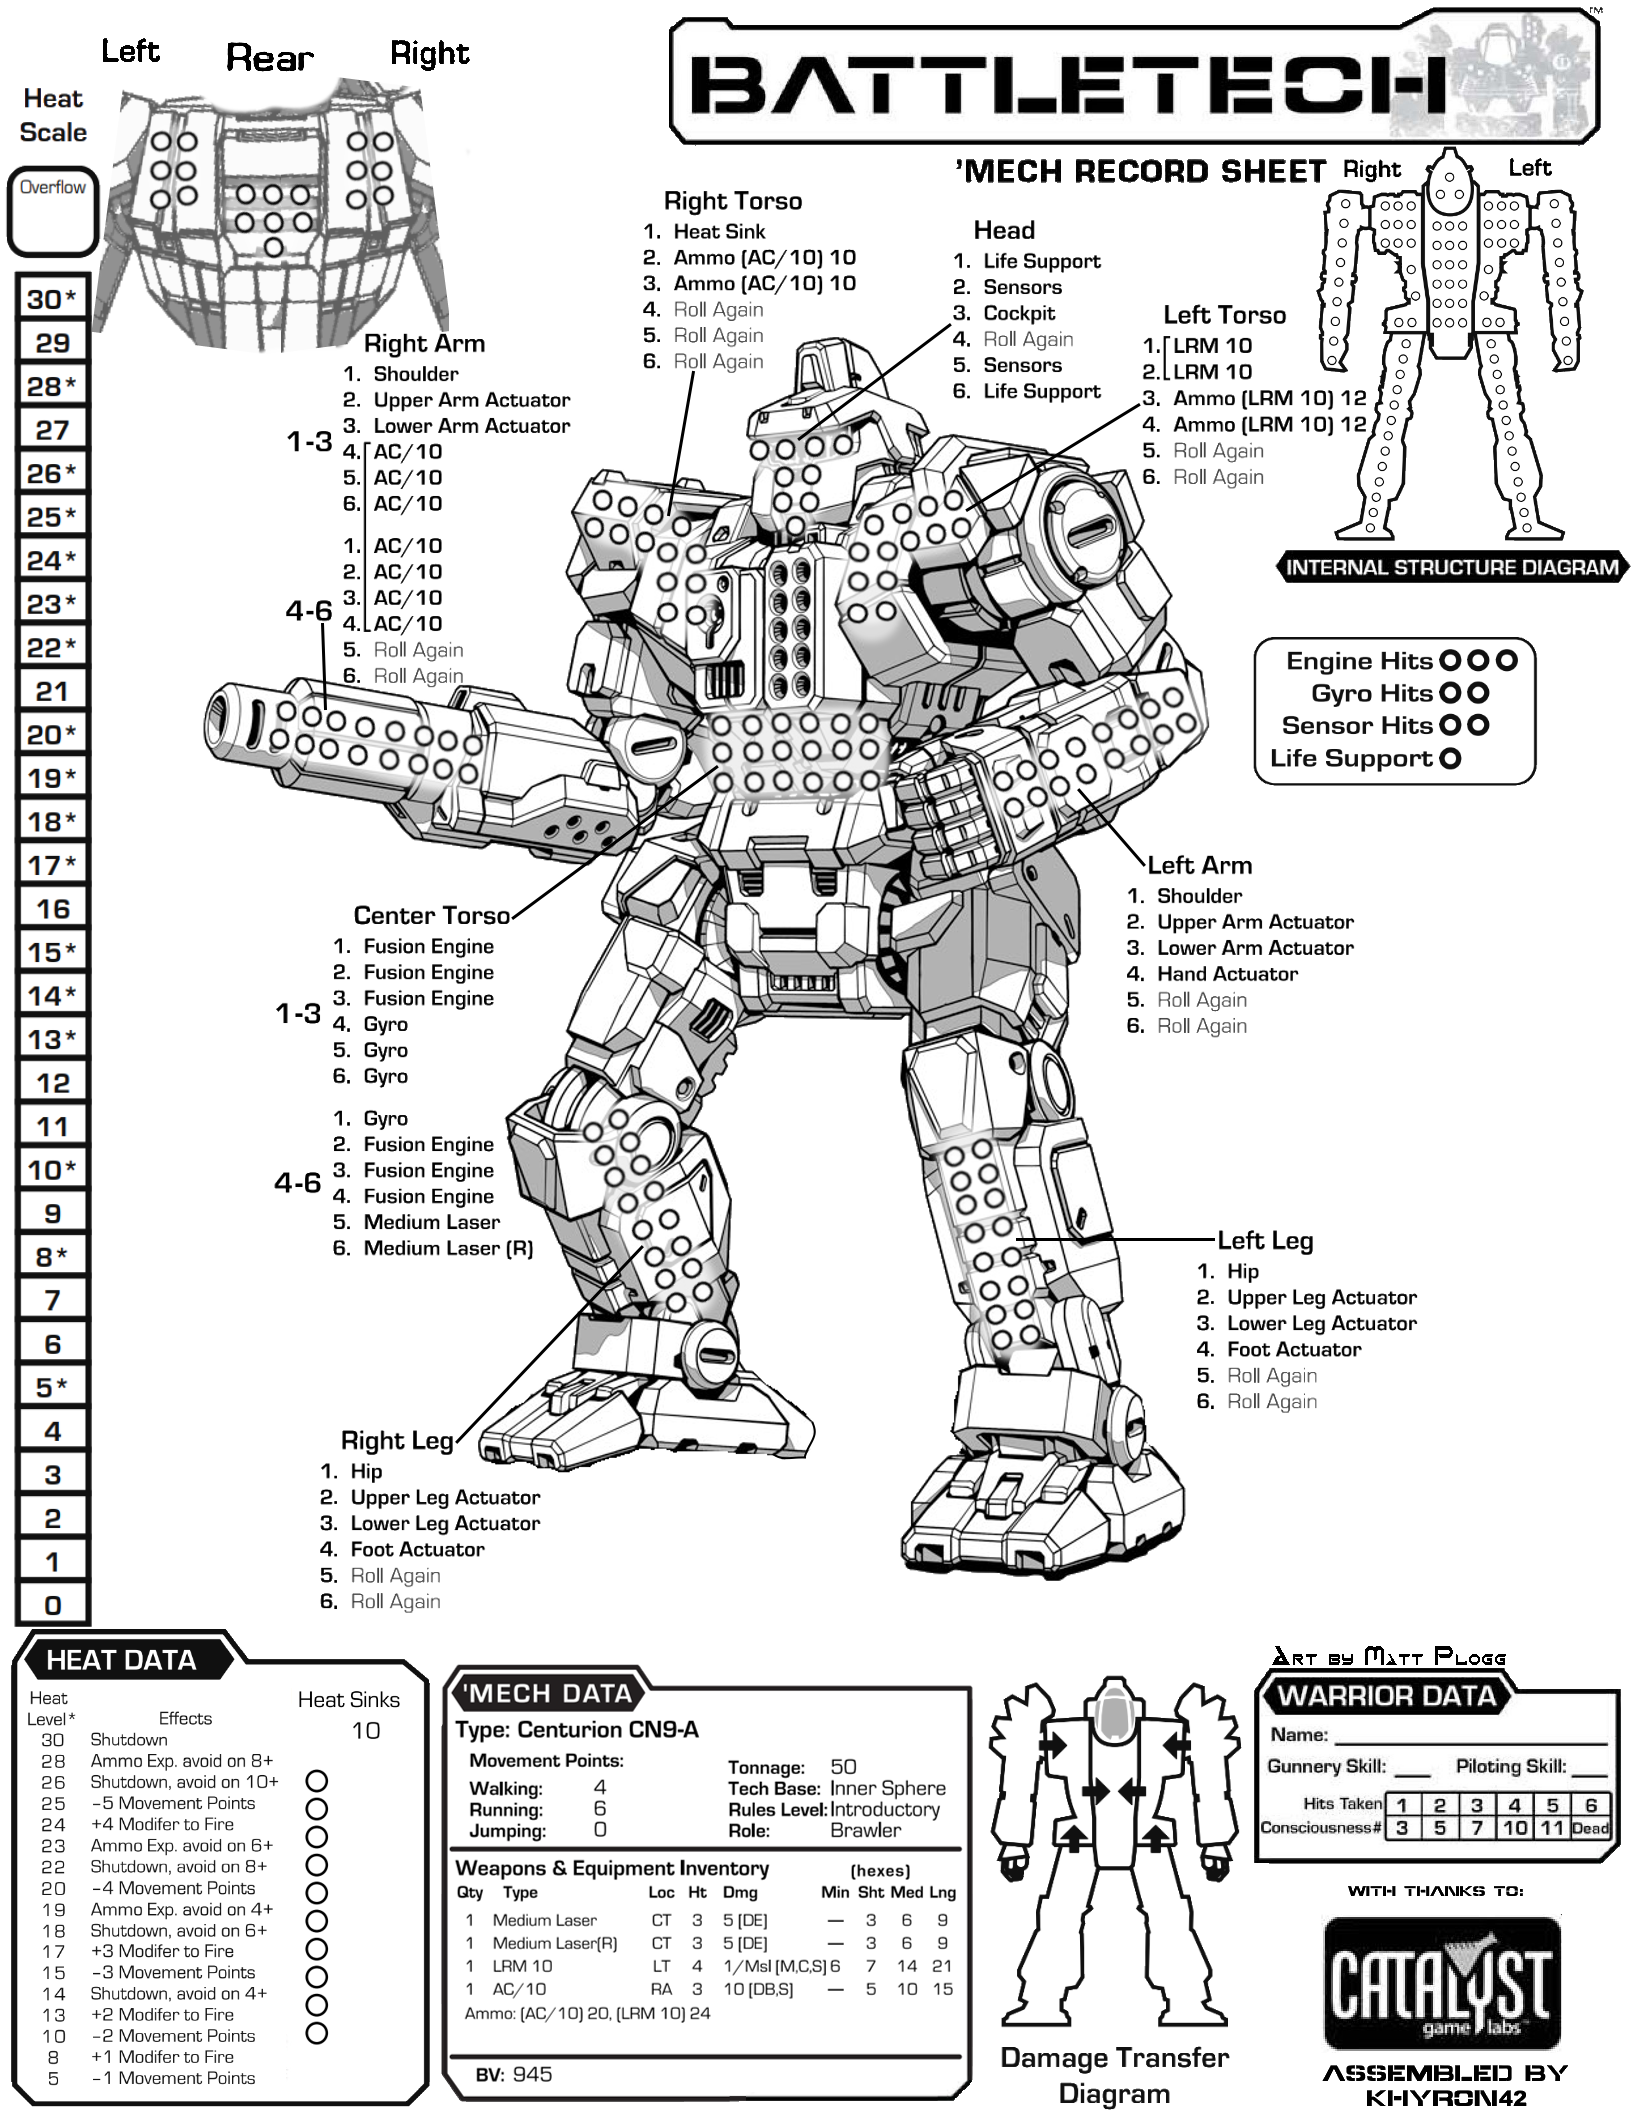 Left Rear Right
Heat
Scale
Overflow
30*
29
28*
27
26*
25*
24*
23*
22*
21
20*
19*
18*
17*
16
15*
14*
13*
12
11
10*
9
8*
7
6
5*
4
3
2
1
0
BATTLETECH
™
'MECH RECORD SHEET
Right Left
INTERNAL STRUCTURE DIAGRAM
Right Torso
1. Heat Sink
2. Ammo (AC/10) 10
3. Ammo (AC/10) 10
4. Roll Again
5. Roll Again
6. Roll Again
Head
1. Life Support
2. Sensors
3. Cockpit
4. Roll Again
5. Sensors
6. Life Support
Left Torso
1. LRM 10
2. LRM 10
3. Ammo (LRM 10) 12
4. Ammo (LRM 10) 12
5. Roll Again
6. Roll Again
Right Arm
1. Shoulder
2. Upper Arm Actuator
3. Lower Arm Actuator
1-3
4. AC/10
5. AC/10
6. AC/10
1. AC/10
2. AC/10
4-6
3. AC/10
4. AC/10
5. Roll Again
6. Roll Again
Engine Hits
Gyro Hits
Sensor Hits
Life Support
Left Arm
1. Shoulder
2. Upper Arm Actuator
3. Lower Arm Actuator
4. Hand Actuator
5. Roll Again
6. Roll Again
Center Torso
1. Fusion Engine
2. Fusion Engine
3. Fusion Engine
1-3
4. Gyro
5. Gyro
6. Gyro
1. Gyro
2. Fusion Engine
3. Fusion Engine
4-6
4. Fusion Engine
5. Medium Laser
6. Medium Laser (R)
Left Leg
1. Hip
2. Upper Leg Actuator
3. Lower Leg Actuator
4. Foot Actuator
5. Roll Again
6. Roll Again
Right Leg
1. Hip
2. Upper Leg Actuator
3. Lower Leg Actuator
4. Foot Actuator
5. Roll Again
6. Roll Again
HEAT DATA
Heat
Level* Effects
Heat Sinks
10
30 Shutdown
28 Ammo Exp. avoid on 8+
26 Shutdown, avoid on 10+
25 -5 Movement Points
24 +4 Modifer to Fire
23 Ammo Exp. avoid on 6+
22 Shutdown, avoid on 8+
20 -4 Movement Points
19 Ammo Exp. avoid on 4+
18 Shutdown, avoid on 6+
17 +3 Modifer to Fire
15 -3 Movement Points
14 Shutdown, avoid on 4+
13 +2 Modifer to Fire
10 -2 Movement Points
8 +1 Modifer to Fire
5 -1 Movement Points
'MECH DATA
Type: Centurion CN9-A
Movement Points:
Walking: 4
Running: 6
Jumping: 0
Tonnage: 50
Tech Base: Inner Sphere
Rules Level: Introductory
Role: Brawler
Weapons & Equipment Inventory (hexes)
Qty Type Loc Ht Dmg Min Sht Med Lng
1 Medium Laser CT 3 5 [DE] — 3 6 9
1 Medium Laser(R) CT 3 5 [DE] — 3 6 9
1 LRM 10 LT 4 1/Msl [M,C,S] 6 7 14 21
1 AC/10 RA 3 10 [DB,S] — 5 10 15
Ammo: (AC/10) 20, (LRM 10) 24
BV: 945
Damage Transfer
Diagram
Art by Matt Plogg
WARRIOR DATA
Name:
Gunnery Skill: Piloting Skill:
Hits Taken 1 2 3 4 5 6
Consciousness# 3 5 7 10 11 Dead
WITH THANKS TO:
CATALYST
game labs™
ASSEMBLED BY
KHYRON42